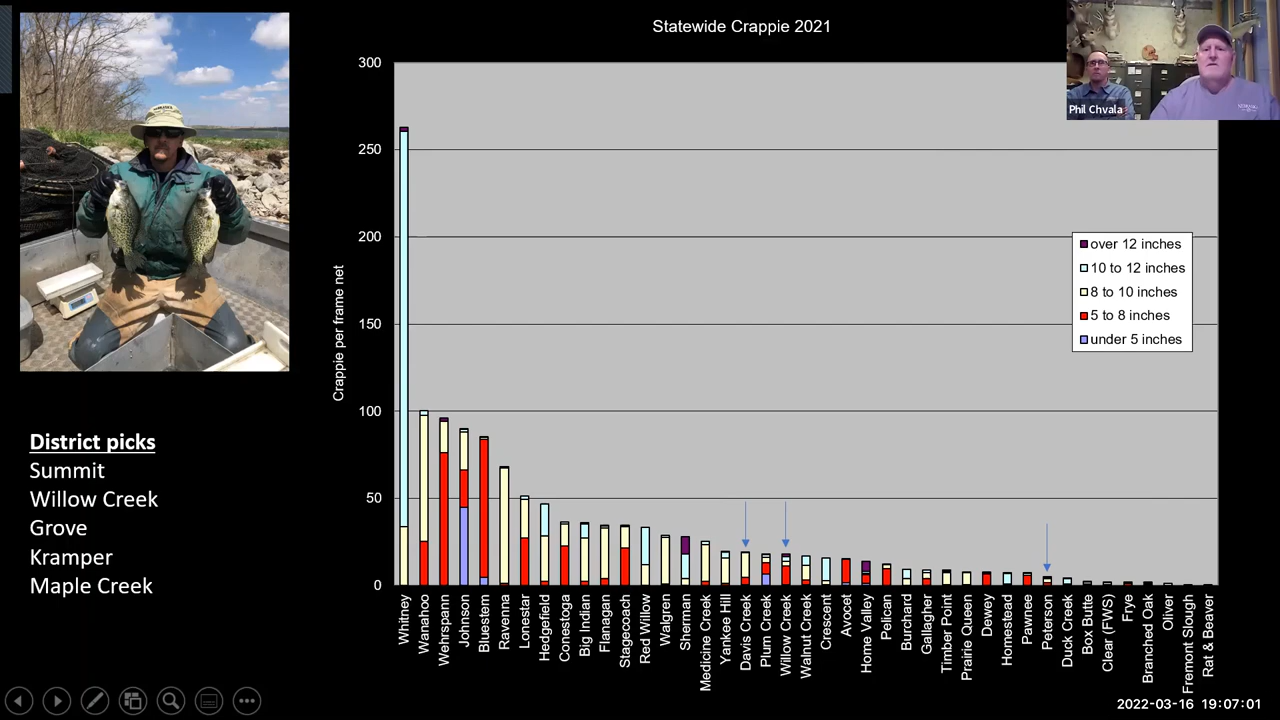 Statewide Crappie 2021
Phil Chvala
300
250
200
150
100
50
0
Crappie per frame net
over 12 inches
10 to 12 inches
8 to 10 inches
5 to 8 inches
under 5 inches
District picks
Summit
Willow Creek
Grove
Kramper
Maple Creek
Whitney
Wanahoo
Wehrspann
Johnson
Bluestem
Ravenna
Lonestar
Hedgefield
Conestoga
Big Indian
Flanagan
Stagecoach
Red Willow
Walgren
Sherman
Medicine Creek
Yankee Hill
Davis Creek
Plum Creek
Willow Creek
Walnut Creek
Crescent
Avocet
Home Valley
Pelican
Burchard
Gallagher
Timber Point
Prairie Queen
Dewey
Homestead
Pawnee
Peterson
Duck Creek
Box Butte
Clear (FWS)
Frye
Branched Oak
Oliver
Fremont Slough
Rat & Beaver
2022-03-16 19:07:01